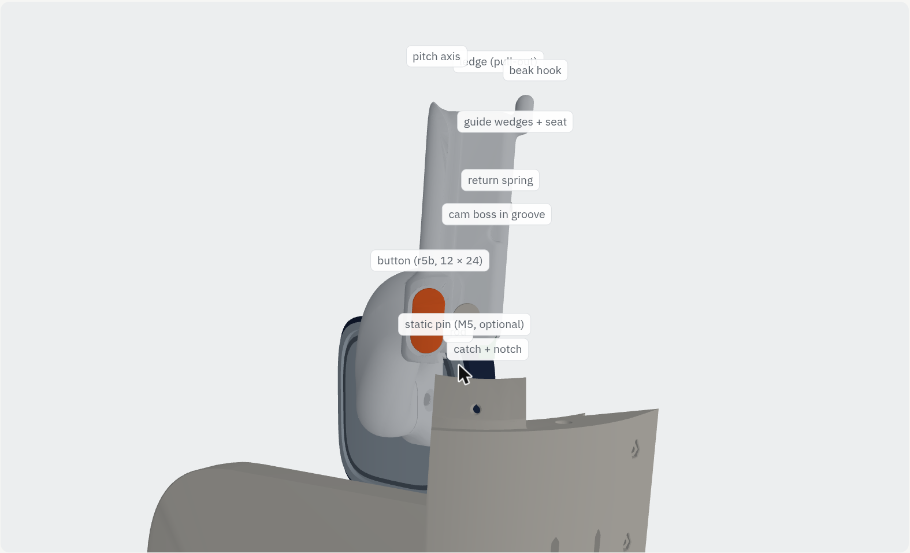 pitch axis
beak hook
guide wedges + seat
return spring
cam boss in groove
button (r5b, 12 × 24)
static pin (M5, optional)
catch + notch